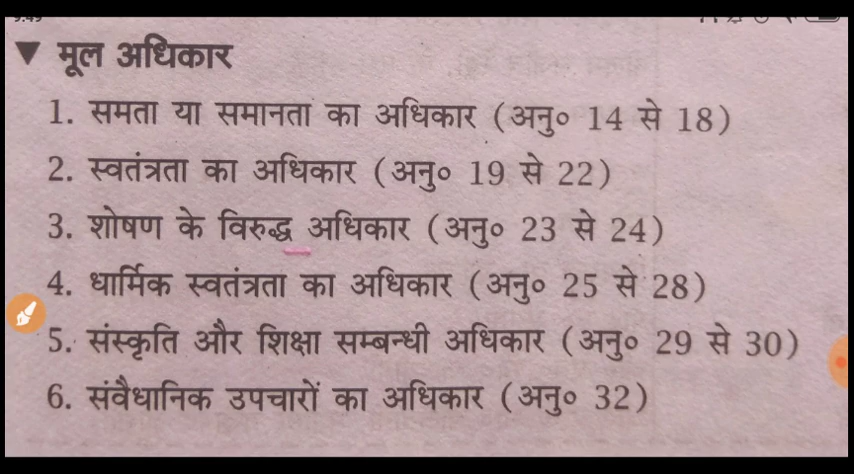 ▼ मूल अधिकार
1. समता या समानता का अधिकार (अनु० 14 से 18)
2. स्वतंत्रता का अधिकार (अनु० 19 से 22)
3. शोषण के विरुद्ध अधिकार (अनु० 23 से 24)
4. धार्मिक स्वतंत्रता का अधिकार (अनु० 25 से 28)
5. संस्कृति और शिक्षा सम्बन्धी अधिकार (अनु० 29 से 30)
6. संवैधानिक उपचारों का अधिकार (अनु० 32)